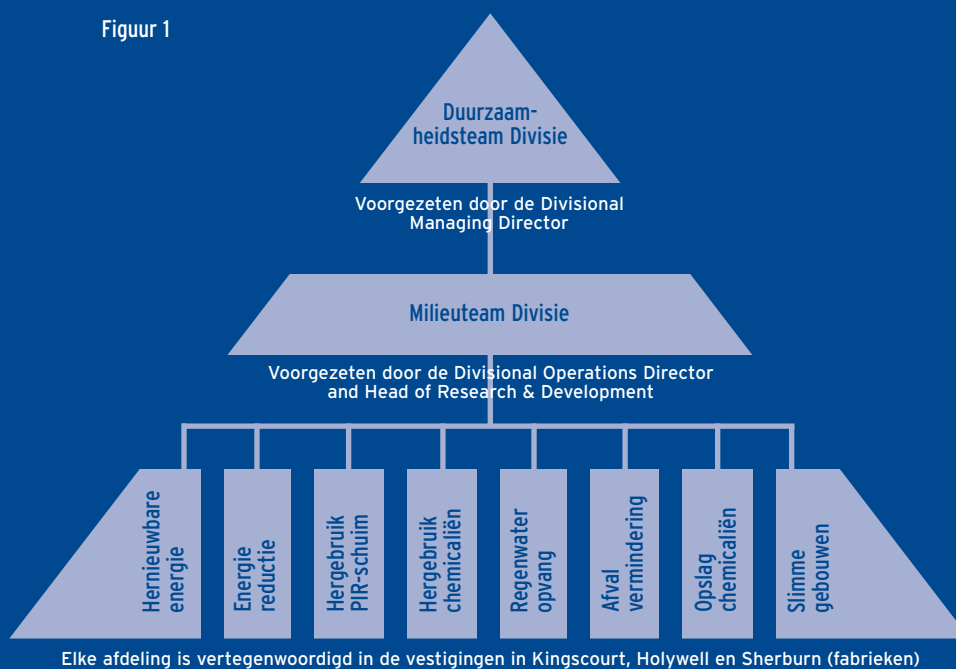 Figuur 1
Duurzaam-
heidsteam Divisie
Voorgezeten door de Divisional
Managing Director
Milieuteam Divisie
Voorgezeten door de Divisional Operations Director
and Head of Research & Development
Hernieuwbare
energie
Energie
reductie
Hergebruik
PIR-schuim
Hergebruik
chemicaliën
Regenwater
opvang
Afval
vermindering
Opslag
chemicaliën
Slimme
gebouwen
Elke afdeling is vertegenwoordigd in de vestigingen in Kingscourt, Holywell en Sherburn (fabrieken)